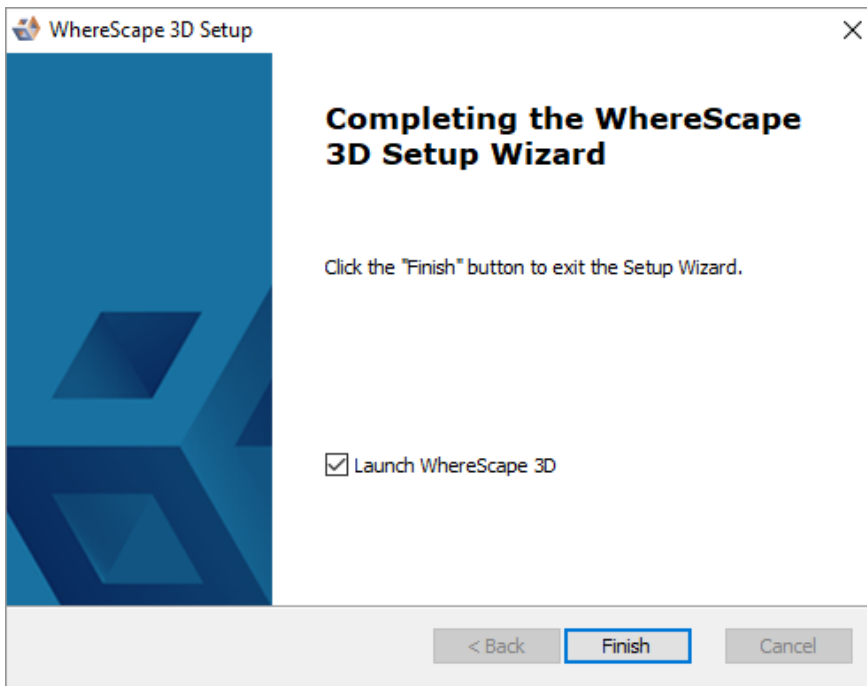 WhereScape 3D Setup
Completing the WhereScape
3D Setup Wizard
Click the "Finish" button to exit the Setup Wizard.
Launch WhereScape 3D
< Back
Finish
Cancel